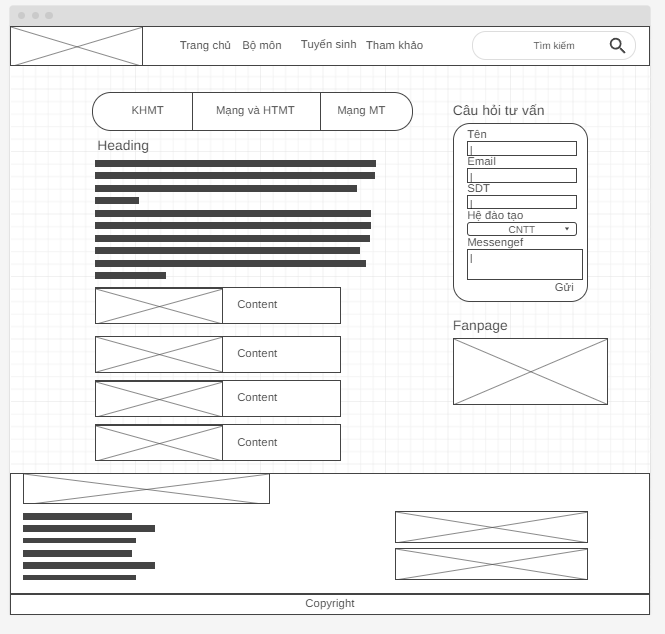 Trang chủ Bộ môn Tuyển sinh Tham khảo Tìm kiếm
KHMT Mạng và HTMT Mạng MT
Heading
Content
Content
Content
Content
Câu hỏi tư vấn
Tên
Email
SDT
Hệ đào tạo
CNTT
Messengef
Gửi
Fanpage
Copyright